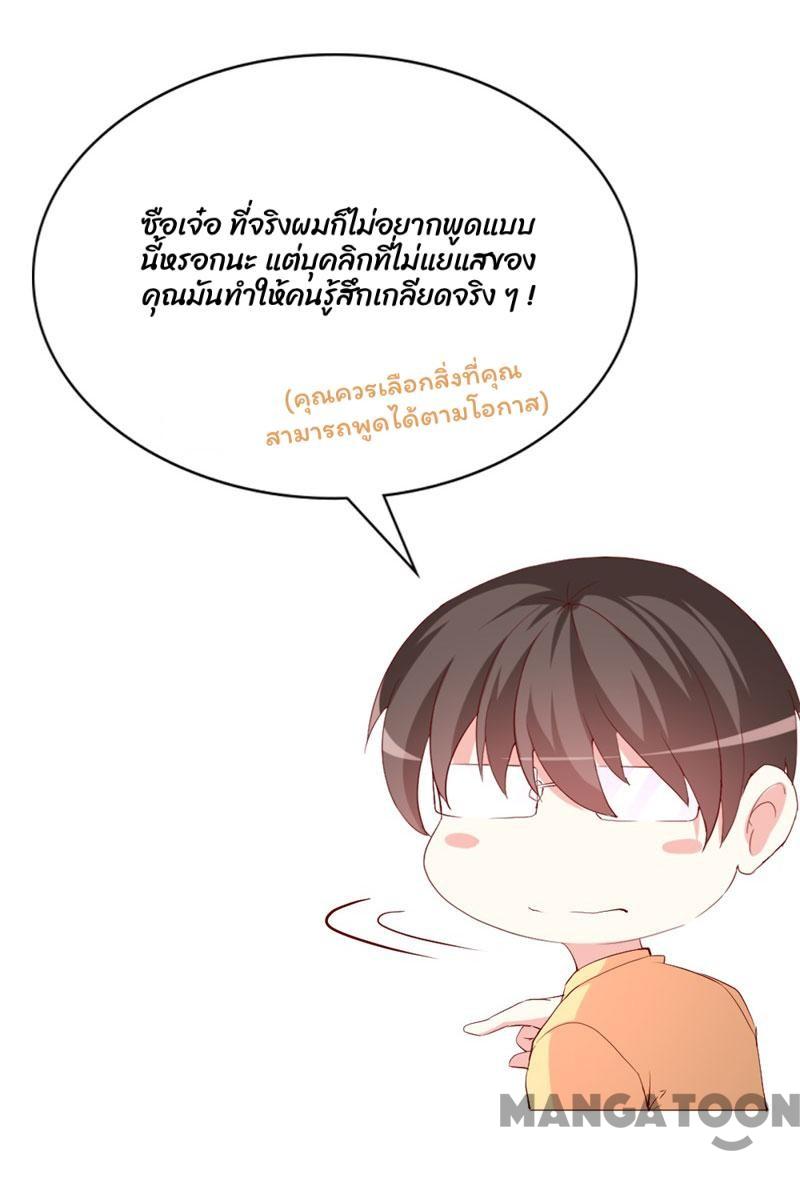 ซือเจ๋อ ที่จริงผมก็ไม่อยากพูดแบบ
นี้หรอกนะ แต่บุคลิกที่ไม่แยแสของ
คุณมันทำให้คนรู้สึกเกลียดจริง ๆ !
(คุณควรเลือกสิ่งที่คุณ
สามารถพูดได้ตามโอกาส)
MANGATOON